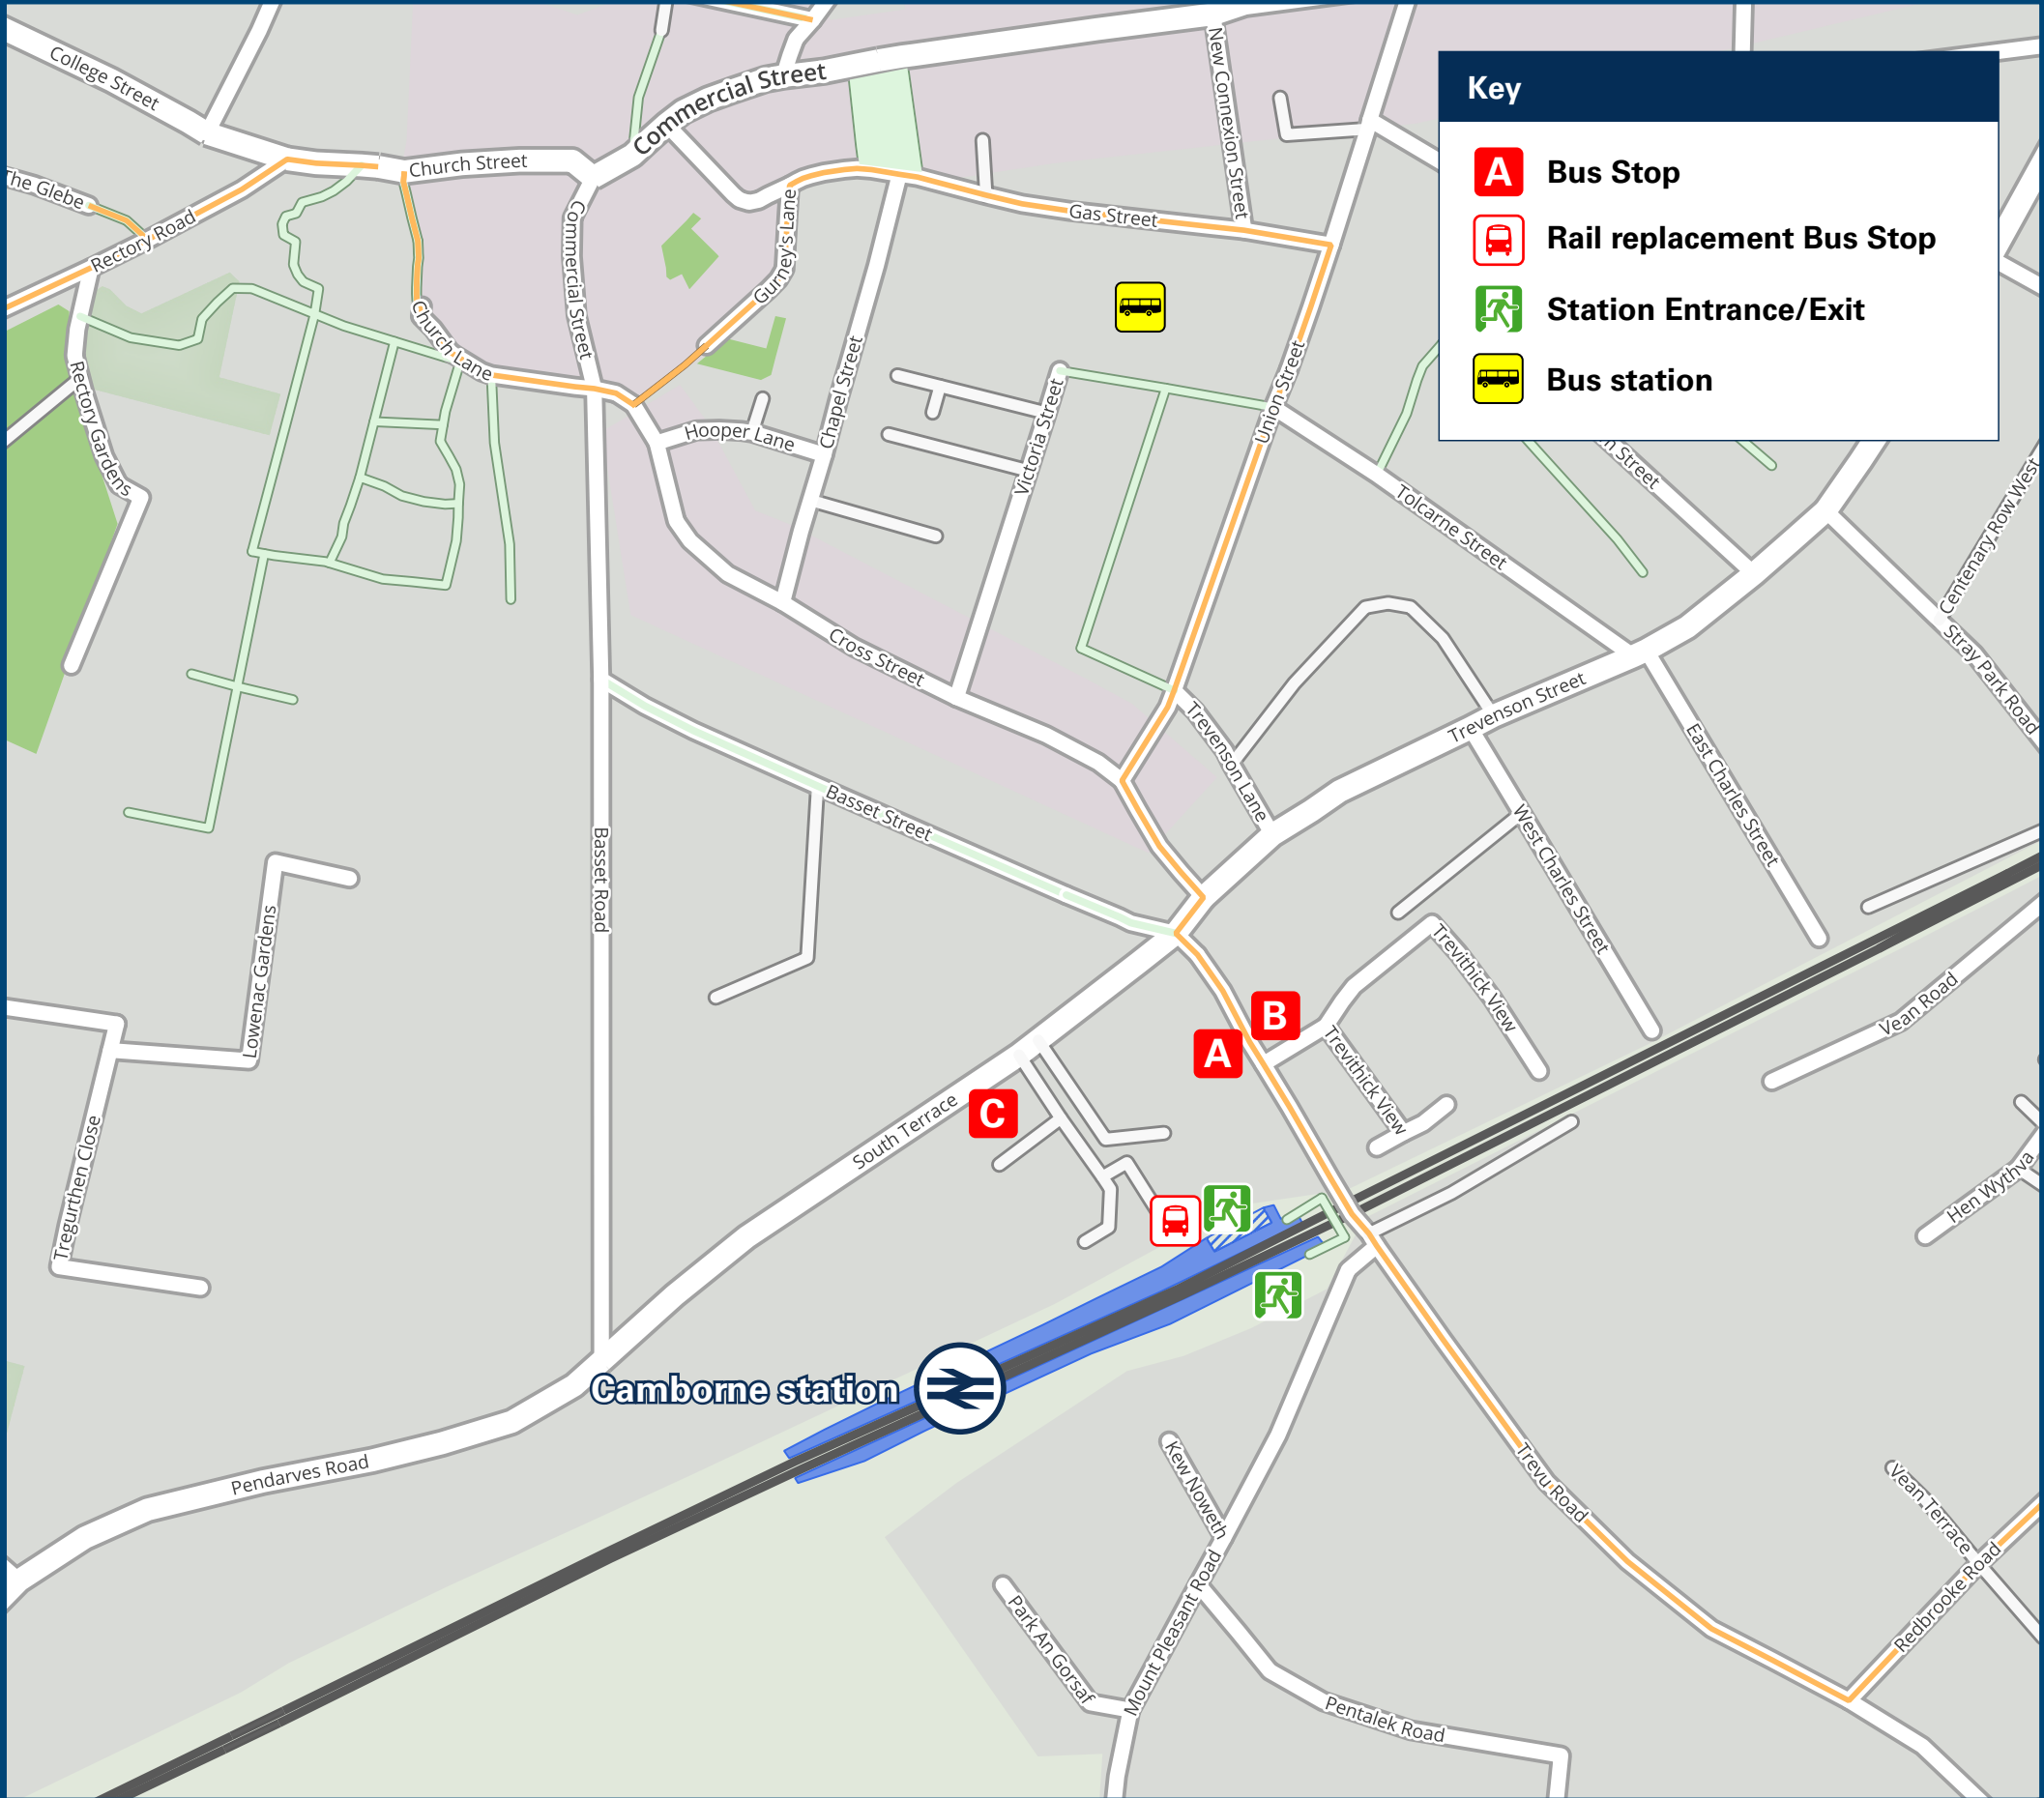 College Street
Commercial Street
New Connexion Street
Key
A Bus Stop
Rail replacement Bus Stop
Station Entrance/Exit
Bus station
Church Street
The Glebe
Rectory Road
Commercial Street
Gurney's Lane
Gas Street
Church Lane
Rectory Gardens
Hooper Lane
Chapel Street
Victoria Street
Union Street
Tolcarne Street
Street
Centenary Row West
Stray Park Road
Cross Street
Trevenson Lane
Trevenson Street
East Charles Street
Basset Street
Basset Road
West Charles Street
Lowenac Gardens
Trevithick View
Vean Road
B
A
Trevithick View
C
South Terrace
Tregurthen Close
Hen Wythva
Camborne station
Pendarves Road
Kew Noweth
Trevu Road
Vean Terrace
Redbrooke Road
Park An Gorsaf
Mount Pleasant Road
Pentalek Road